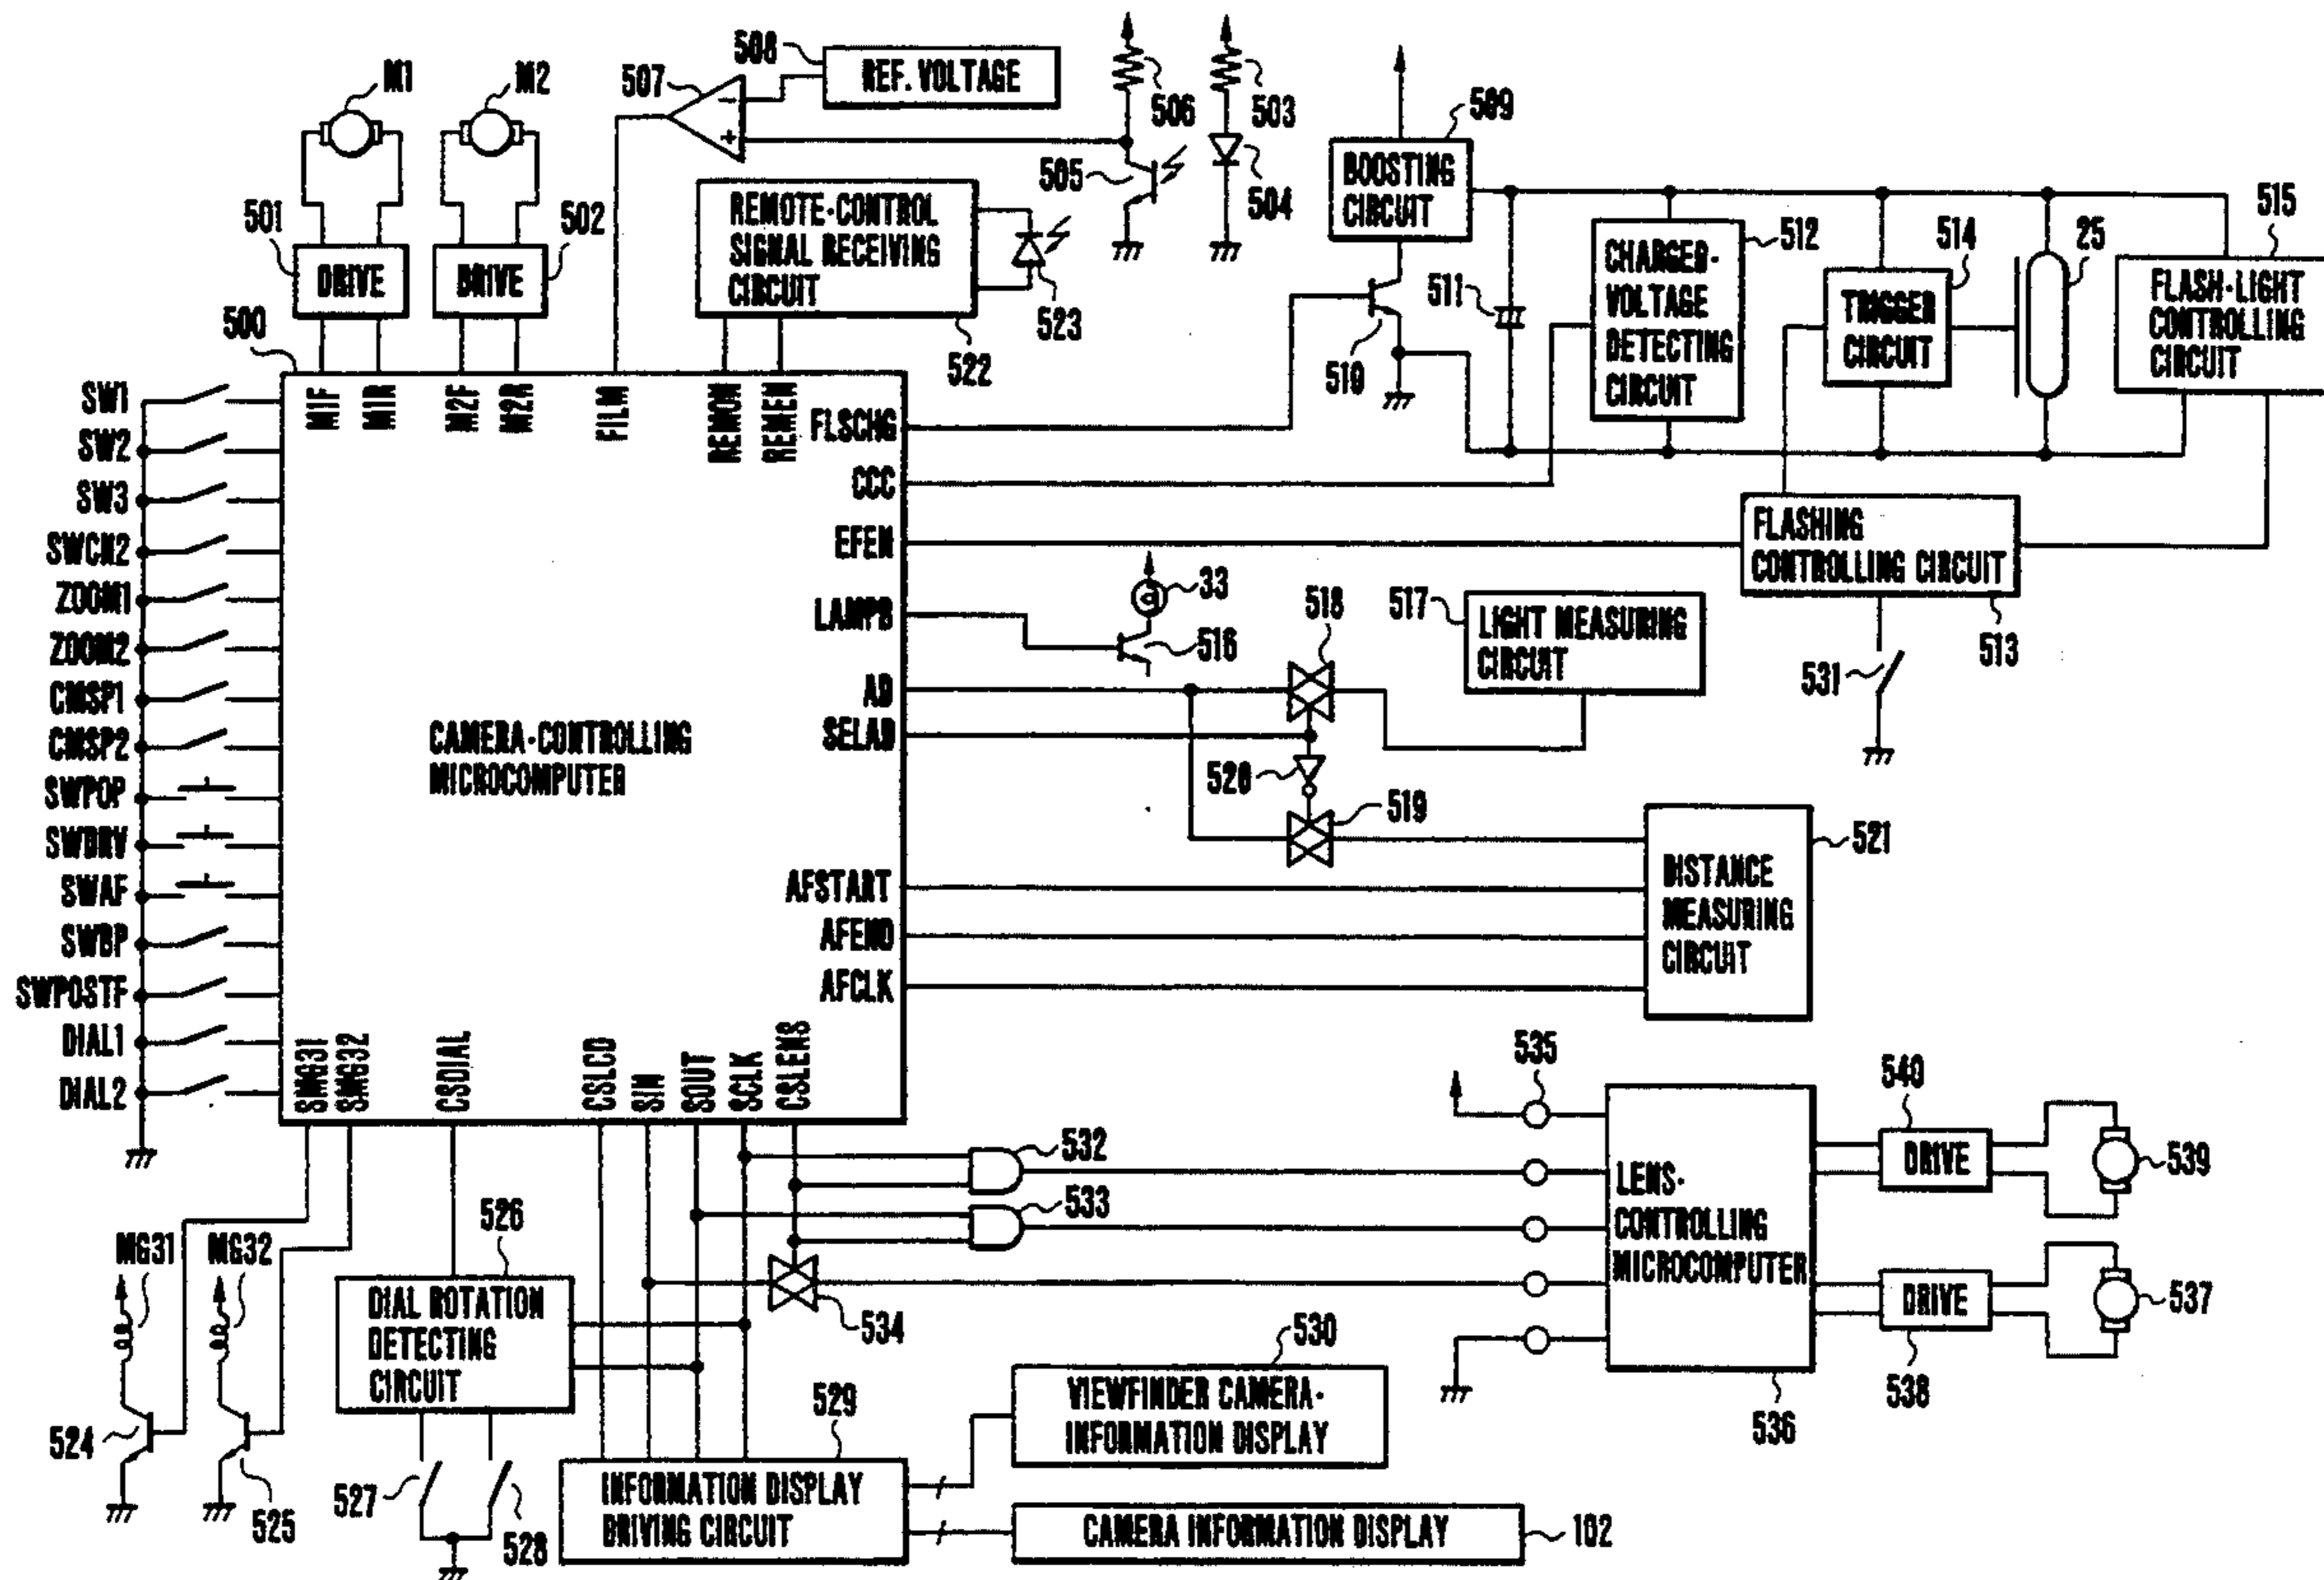 M1
M2
508
REF. VOLTAGE
507
−
+
506
503
505
504
501
DRIVE
DRIVE
502
REMOTE-CONTROL
SIGNAL RECEIVING
CIRCUIT
523
522
509
BOOSTING
CIRCUIT
510
511
CHARGED-
VOLTAGE
DETECTING
CIRCUIT
512
TRIGGER
CIRCUIT
514
25
515
FLASH-LIGHT
CONTROLLING
CIRCUIT
500
SW1
SW2
SW3
SWCN2
ZOOM1
ZOOM2
CMSP1
CMSP2
SWPOP
SWDRV
SWAF
SWBP
SWPOSTF
DIAL1
DIAL2
M1F
M1R
M2F
M2R
FILM
REMON
REMEN
FLSCHG
CCC
EFEN
LAMPB
AD
SELAD
AFSTART
AFEND
AFCLK
CAMERA-CONTROLLING
MICROCOMPUTER
SMG31
SMG32
CSDIAL
CSLCD
SIN
SOUT
SCLK
CSLENS
FLASHING
CONTROLLING CIRCUIT
513
531
33
516
518
517
LIGHT MEASURING
CIRCUIT
520
519
DISTANCE
MEASURING
CIRCUIT
521
532
533
534
535
LENS-
CONTROLLING
MICROCOMPUTER
536
540
DRIVE
539
DRIVE
538
537
MG31
MG32
524
525
526
DIAL ROTATION
DETECTING
CIRCUIT
527
528
529
INFORMATION DISPLAY
DRIVING CIRCUIT
530
VIEWFINDER CAMERA-
INFORMATION DISPLAY
CAMERA INFORMATION DISPLAY
102